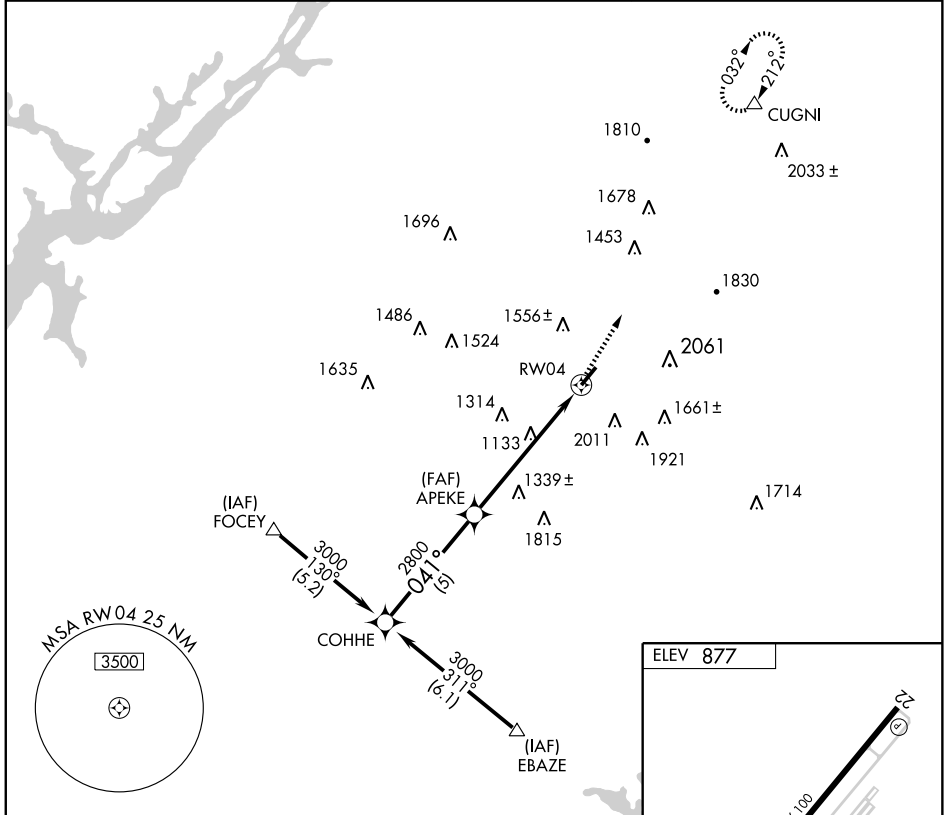 032°
212°
CUGNI
1810
2033 ±
1678
1696
1453
1830
1486
1556±
1524
2061
RW04
1635
1314
1661±
1133
2011
1921
(FAF)
APEKE
1339 ±
1714
1815
(IAF)
FOCEY
3000
130°
(5.2)
2800
041°
(5)
COHHE
3000
311°
(6.1)
(IAF)
EBAZE
MSA RW 04 25 NM
3500
ELEV 877
22
P